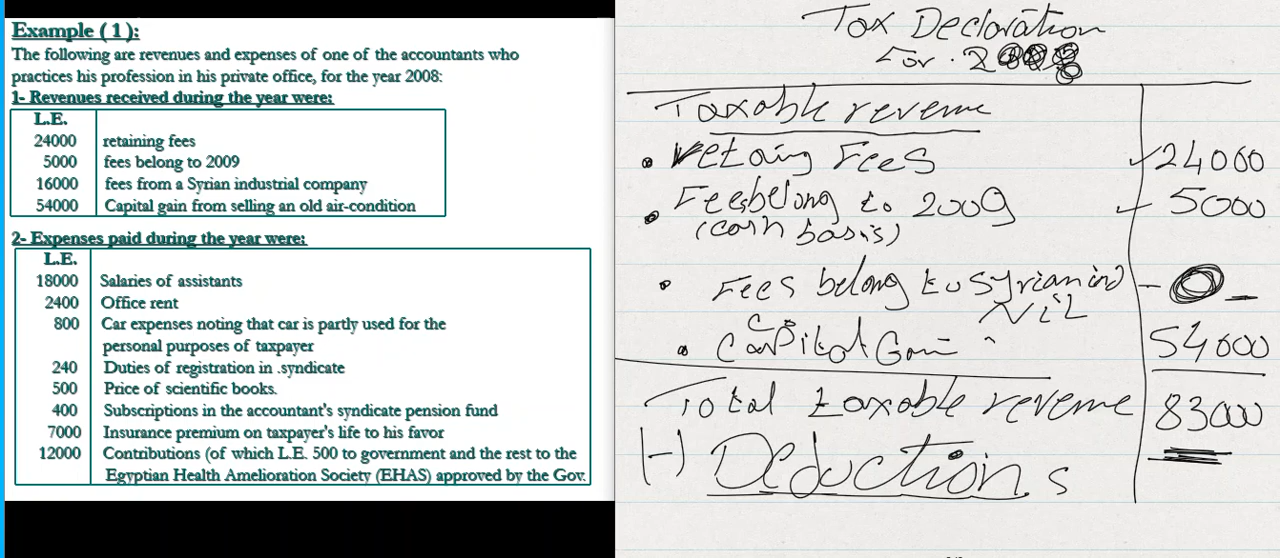 Example ( 1 ):
The following are revenues and expenses of one of the accountants who
practices his profession in his private office, for the year 2008:
1- Revenues received during the year were:
L.E.
24000 retaining fees
5000 fees belong to 2009
16000 fees from a Syrian industrial company
54000 Capital gain from selling an old air-condition
2- Expenses paid during the year were:
L.E.
18000 Salaries of assistants
2400 Office rent
800 Car expenses noting that car is partly used for the
personal purposes of taxpayer
240 Duties of registration in .syndicate
500 Price of scientific books.
400 Subscriptions in the accountant's syndicate pension fund
7000 Insurance premium on taxpayer's life to his favor
12000 Contributions (of which L.E. 500 to government and the rest to the
Egyptian Health Amelioration Society (EHAS) approved by the Gov.
Tax Declaration
For.
Taxable revenue
• retaing Fees 24000
• Feesbelong to 2009 5000
(cash basis)
• Fees belong to Syrian ind -
Nil
• Capital Gain 54000
Total taxable revenue 83000
(-) Deductions